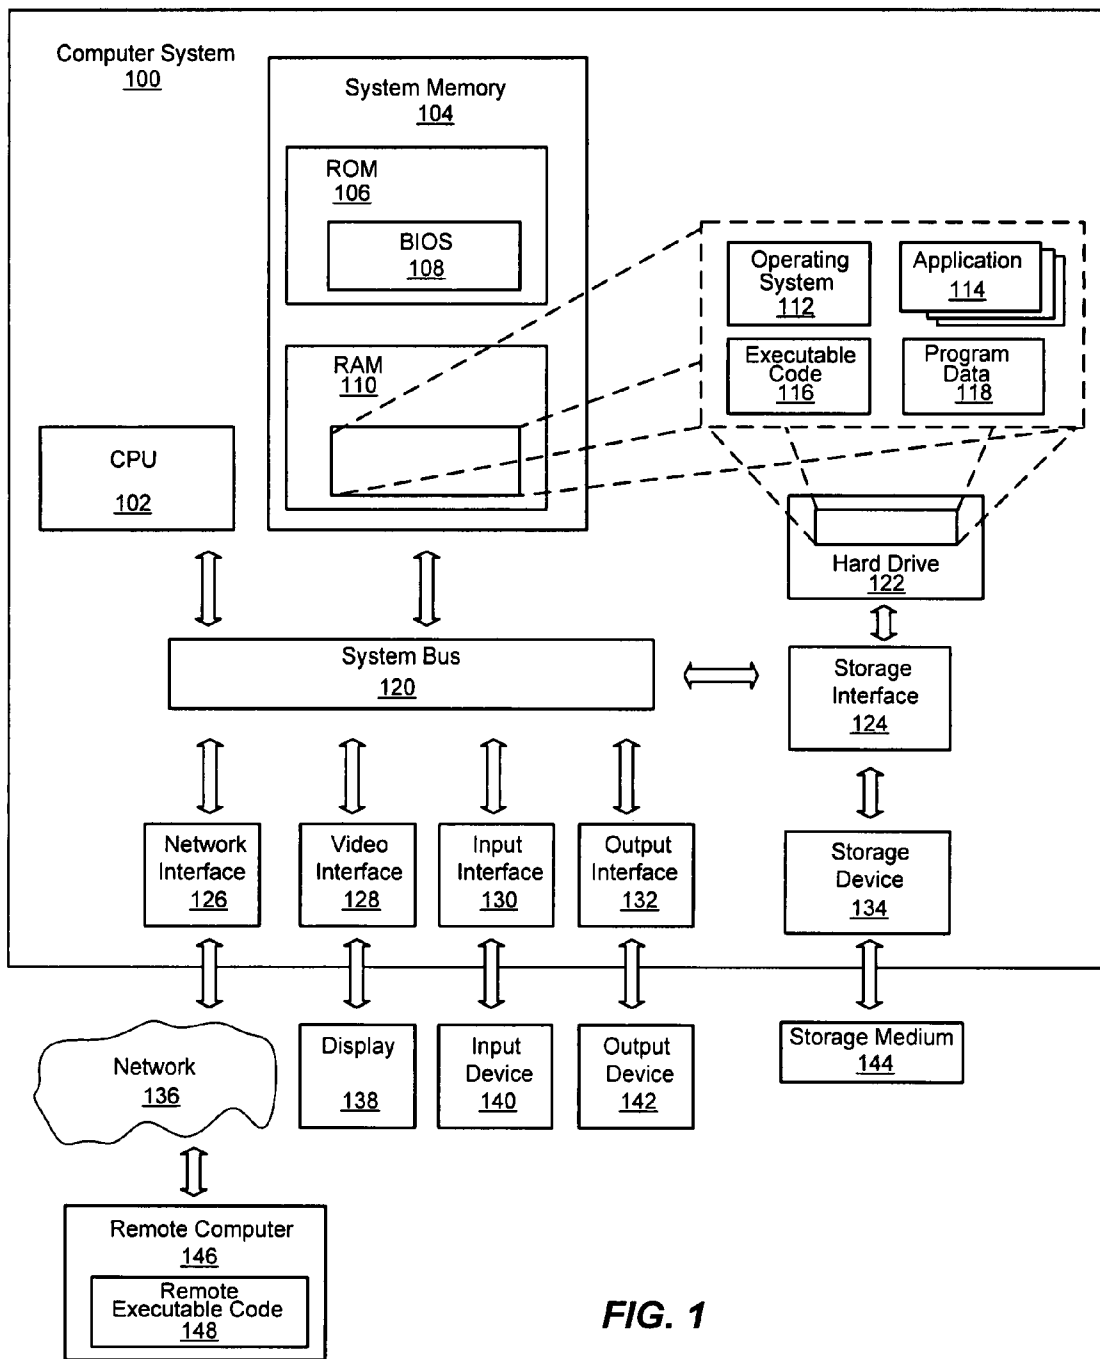 Computer System
100
System Memory
104
ROM
106
BIOS
108
RAM
110
Operating
System
112
Application
114
Executable
Code
116
Program
Data
118
CPU
102
Hard Drive
122
System Bus
120
Storage
Interface
124
Network
Interface
126
Video
Interface
128
Input
Interface
130
Output
Interface
132
Storage
Device
134
Network
136
Display
138
Input
Device
140
Output
Device
142
Storage Medium
144
Remote Computer
146
Remote
Executable Code
148
FIG. 1